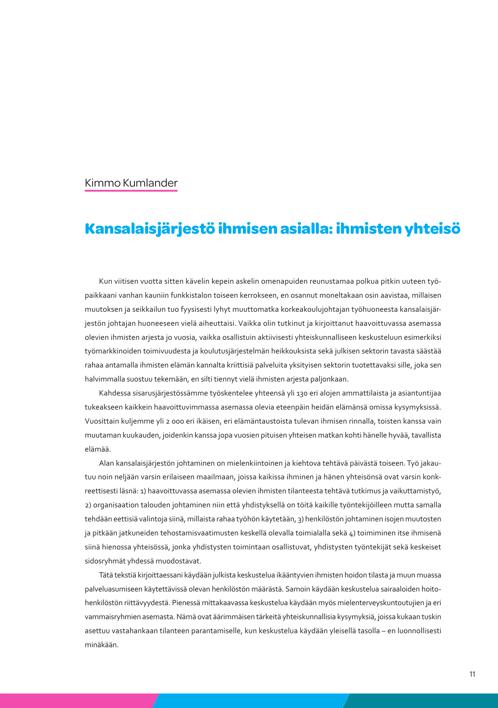 Kimmo Kumlander
Kansalaisjärjestö ihmisen asialla: ihmisten yhteisö
Kun viitisen vuotta sitten kävelin kepein askelin omenapuiden reunustamaa polkua pitkin uuteen työ-
paikkaani vanhan kauniin funkkistalon toiseen kerrokseen, en osannut moneltakaan osin aavistaa, millaisen
muutoksen ja seikkailun tuo fyysisesti lyhyt muuttomatka korkeakoulujohtajan työhuoneesta kansalaisjär-
jestön johtajan huoneeseen vielä aiheuttaisi. Vaikka olin tutkinut ja kirjoittanut haavoittuvassa asemassa
olevien ihmisten arjesta jo vuosia, vaikka osallistuin aktiivisesti yhteiskunnalliseen keskusteluun esimerkiksi
työmarkkinoiden toimivuudesta ja koulutusjärjestelmän heikkouksista sekä julkisen sektorin tavasta säästää
rahaa antamalla ihmisten elämän kannalta kriittisiä palveluita yksityisen sektorin tuotettavaksi sille, joka sen
halvimmalla suostuu tekemään, en silti tiennyt vielä ihmisten arjesta paljonkaan.
Kahdessa sisarusjärjestössämme työskentelee yhteensä yli 130 eri alojen ammattilaista ja asiantuntijaa
tukeakseen kaikkein haavoittuvimmassa asemassa olevia eteenpäin heidän elämänsä omissa kysymyksissä.
Vuosittain kuljemme yli 2 000 eri ikäisen, eri elämäntaustoista tulevan ihmisen rinnalla, toisten kanssa vain
muutaman kuukauden, joidenkin kanssa jopa vuosien pituisen yhteisen matkan kohti hänelle hyvää, tavallista
elämää.
Alan kansalaisjärjestön johtaminen on mielenkiintoinen ja kiehtova tehtävä päivästä toiseen. Työ jakau-
tuu noin neljään varsin erilaiseen maailmaan, joissa kaikissa ihminen ja hänen yhteisönsä ovat varsin konk-
reettisesti läsnä: 1) haavoittuvassa asemassa olevien ihmisten tilanteesta tehtävä tutkimus ja vaikuttamistyö,
2) organisaation talouden johtaminen niin että yhdistyksellä on töitä kaikille työntekijöilleen mutta samalla
tehdään eettisiä valintoja siinä, millaista rahaa työhön käytetään, 3) henkilöstön johtaminen isojen muutosten
ja pitkään jatkuneiden tehostamisvaatimusten keskellä olevalla toimialalla sekä 4) toimiminen itse ihmisenä
siinä hienossa yhteisössä, jonka yhdistysten toimintaan osallistuvat, yhdistysten työntekijät sekä keskeiset
sidosryhmät yhdessä muodostavat.
Tätä tekstiä kirjoittaessani käydään julkista keskustelua ikääntyvien ihmisten hoidon tilasta ja muun muassa
palveluasumiseen käytettävissä olevan henkilöstön määrästä. Samoin käydään keskustelua sairaaloiden hoito-
henkilöstön riittävyydestä. Pienessä mittakaavassa keskustelua käydään myös mielenterveyskuntoutujien ja eri
vammaisryhmien asemasta. Nämä ovat äärimmäisen tärkeitä yhteiskunnallisia kysymyksiä, joissa kukaan tuskin
asettuu vastahankaan tilanteen parantamiselle, kun keskustelua käydään yleisellä tasolla – en luonnollisesti
minäkään.
11